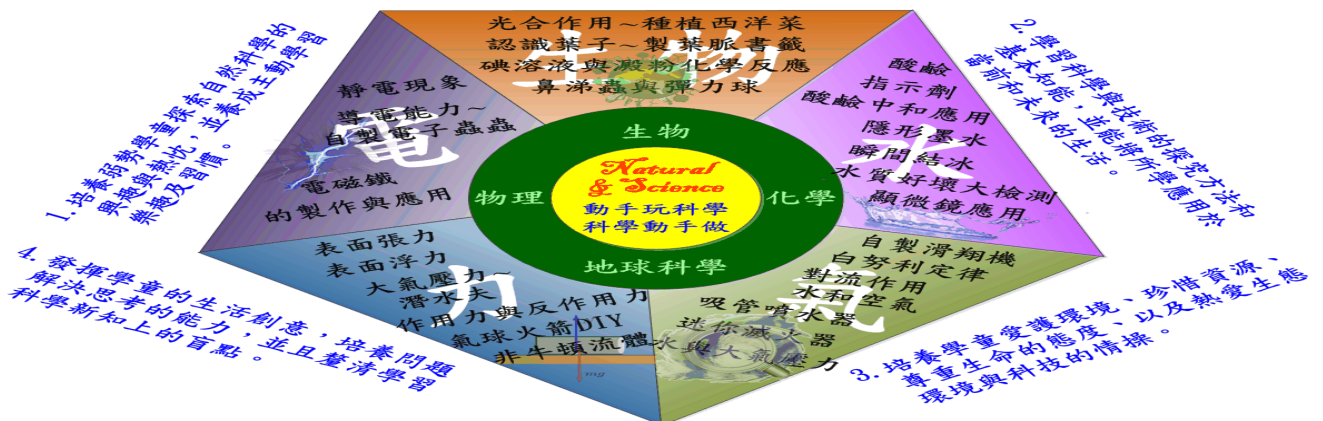 1.培養弱勢學童探索自然科學的
興趣與熱忱，並養成主動學習
樂趣及習慣。
2.學習科學與技術的探究方法和
基本知能，並能將所學應用於
當前和未來的生活。
3.培養學童愛護環境、珍惜資源、
尊重生命的態度、以及熱愛生態
環境與科技的情操。
4.發揮學童的生活創意，培養問題
解決思考的能力，並且釐清學習
科學新知上的盲點。
生物
光合作用~種植西洋菜
認識葉子~製葉脈書籤
碘溶液與澱粉化學反應
鼻涕蟲與彈力球
水
酸鹼
指示劑
酸鹼中和應用
隱形墨水
瞬間結冰
水質好壞大檢測
顯微鏡應用
氣
自製滑翔機
白努利定律
對流作用
水和空氣
吸管噴水器
迷你滅火器
水與大氣壓力
力
表面張力
表面浮力
大氣壓力~
潛水夫
作用力與反作用力
氣球火箭DIY
非牛頓流體
mg
電
靜電現象
導電能力~
自製電子蟲蟲
電磁鐵
的製作與應用
生物
物理
化學
地球科學
Natural
& Science
動手玩科學
科學動手做